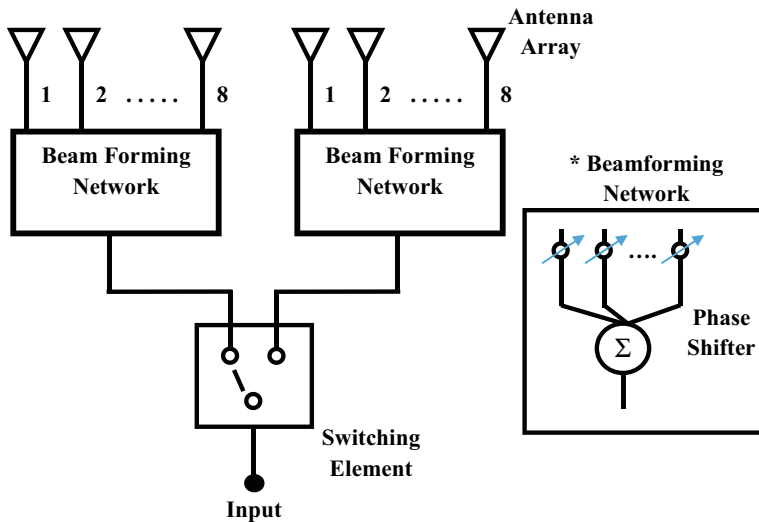 Antenna
Array
1 2 ..... 8
1 2 ..... 8
Beam Forming
Network
Beam Forming
Network
* Beamforming
Network
....
Phase
Shifter
Σ
Switching
Element
Input